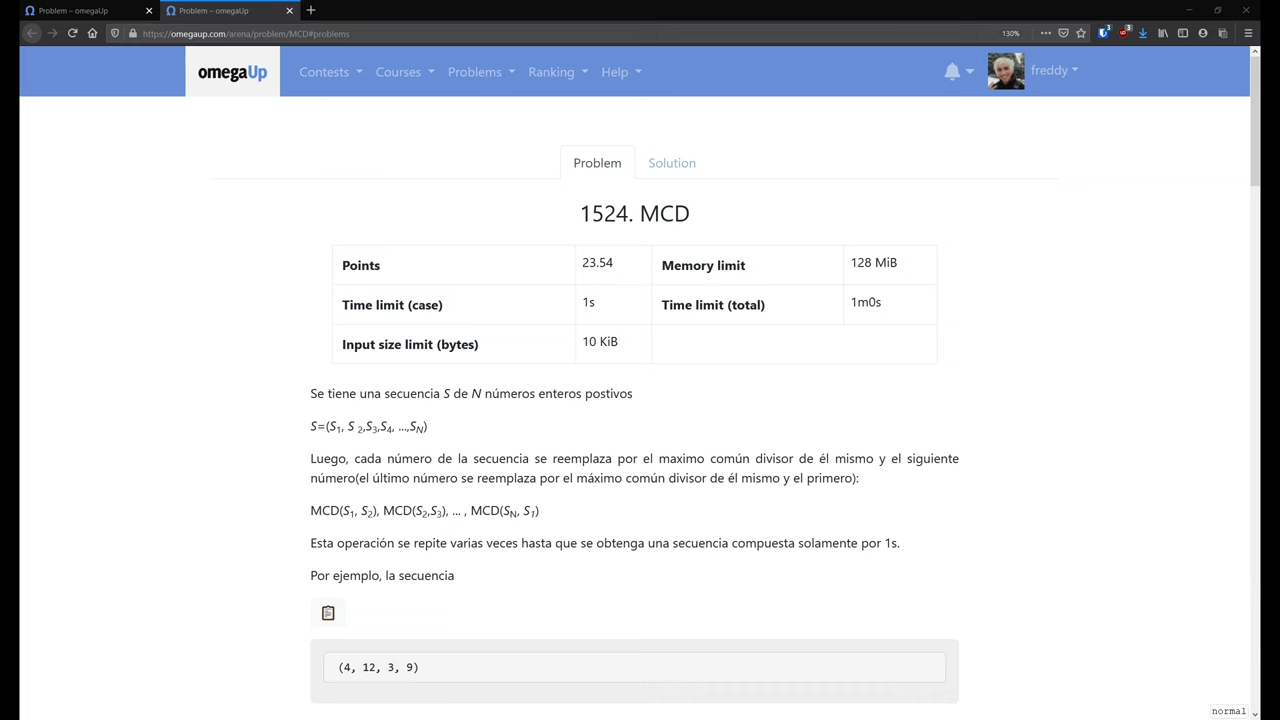 Problem – omegaUp
Problem – omegaUp
https://omegaup.com/arena/problem/MCD#problems
130%
omegaUp
Contests
Courses
Problems
Ranking
Help
freddy
Problem
Solution
1524. MCD
Points 23.54 Memory limit 128 MiB
Time limit (case) 1s Time limit (total) 1m0s
Input size limit (bytes) 10 KiB
Se tiene una secuencia S de N números enteros postivos
S=(S1, S 2,S3,S4, ...,SN)
Luego, cada número de la secuencia se reemplaza por el maximo común divisor de él mismo y el siguiente
número(el último número se reemplaza por el máximo común divisor de él mismo y el primero):
MCD(S1, S2), MCD(S2,S3), ... , MCD(SN, S1)
Esta operación se repite varias veces hasta que se obtenga una secuencia compuesta solamente por 1s.
Por ejemplo, la secuencia
(4, 12, 3, 9)
normal